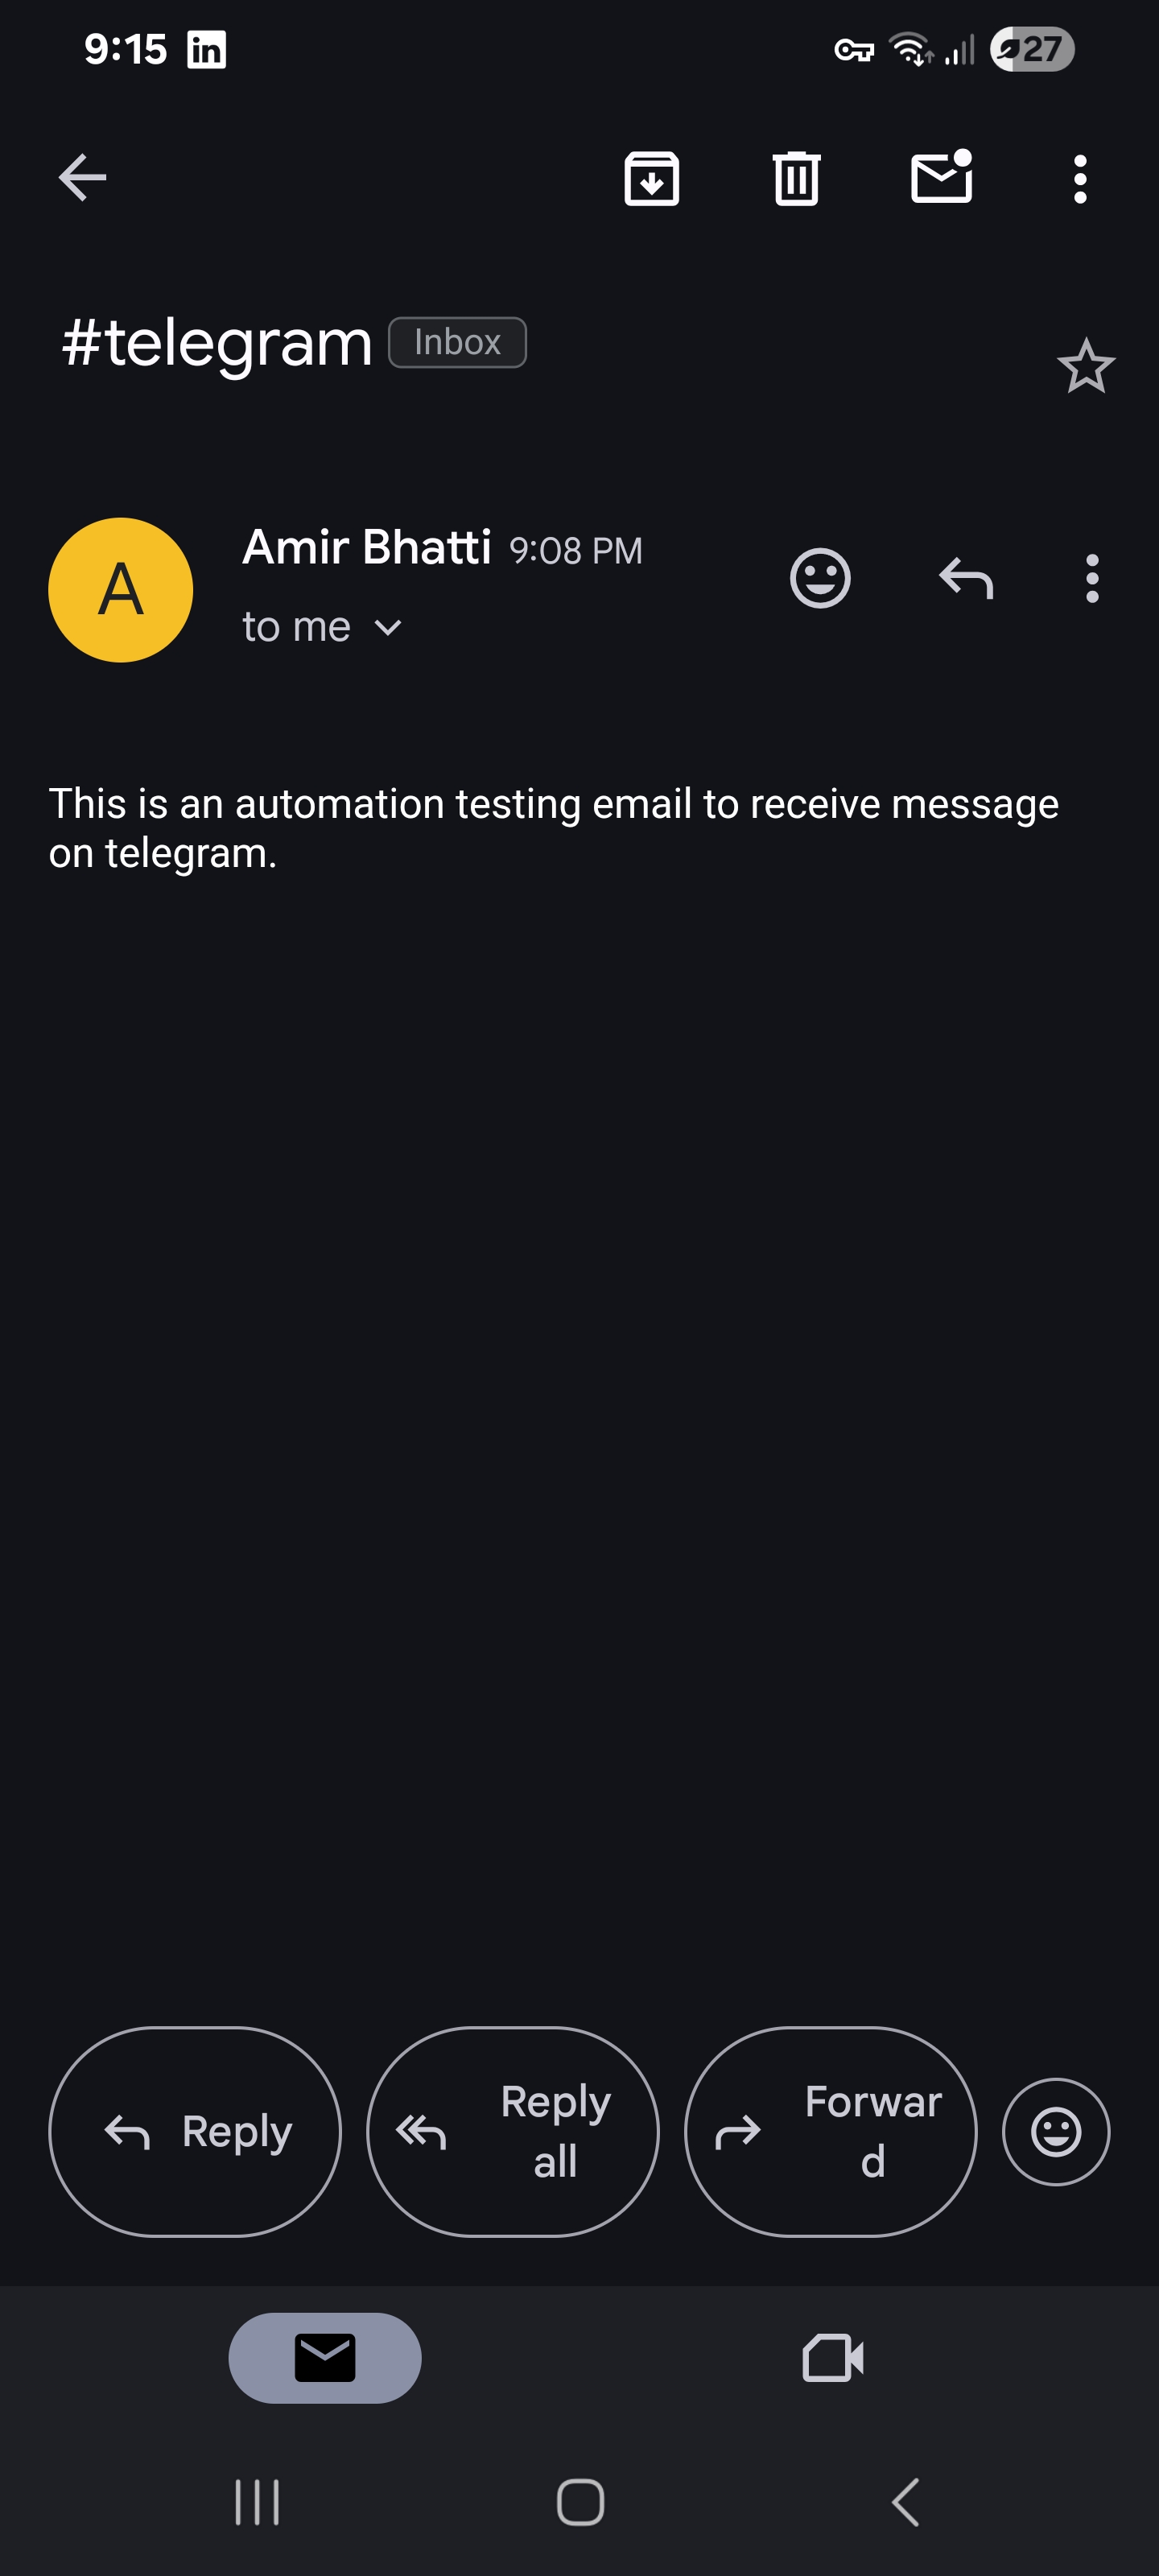 9:15 in 27
#telegram Inbox
A
Amir Bhatti 9:08 PM
to me
This is an automation testing email to receive message
on telegram.
Reply
Reply
all
Forwar
d